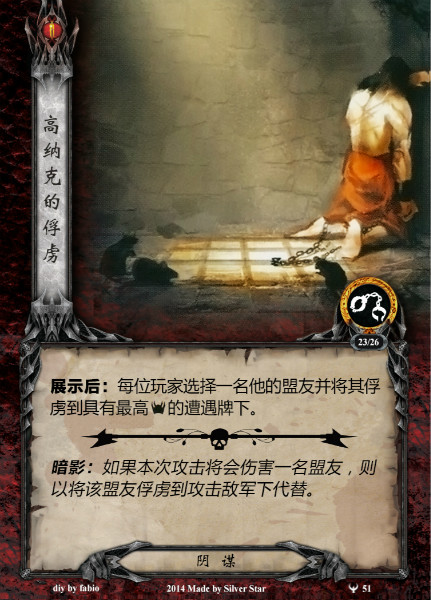 高纳克的俘虏
23/26
展示后：每位玩家选择一名他的盟友并将其俘
虏到具有最高的遭遇牌下。
暗影：如果本次攻击将会伤害一名盟友，则
以将该盟友俘虏到攻击敌军下代替。
阴 谋
diy by fabio 2014 Made by Silver Star 51